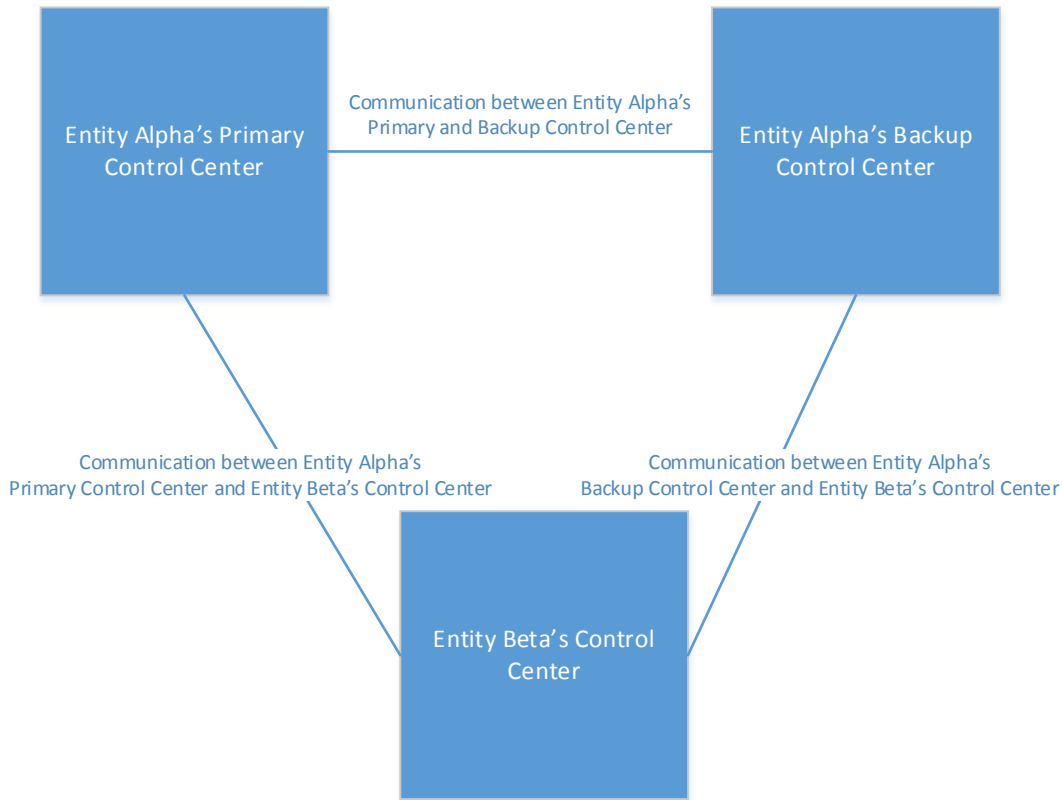 Communication between Entity Alpha’s
Primary and Backup Control Center
Entity Alpha’s Primary
Control Center
Entity Alpha’s Backup
Control Center
Communication between Entity Alpha’s
Primary Control Center and Entity Beta’s Control Center
Communication between Entity Alpha’s
Backup Control Center and Entity Beta’s Control Center
Entity Beta’s Control
Center